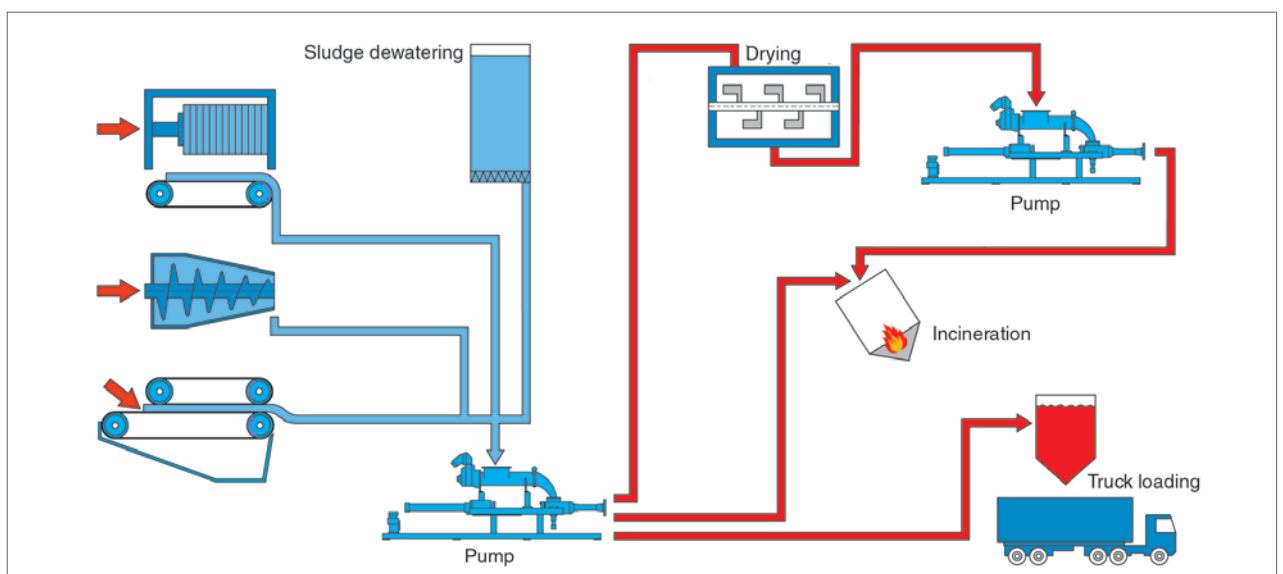 Sludge dewatering
Drying
Pump
Incineration
Truck loading
Pump